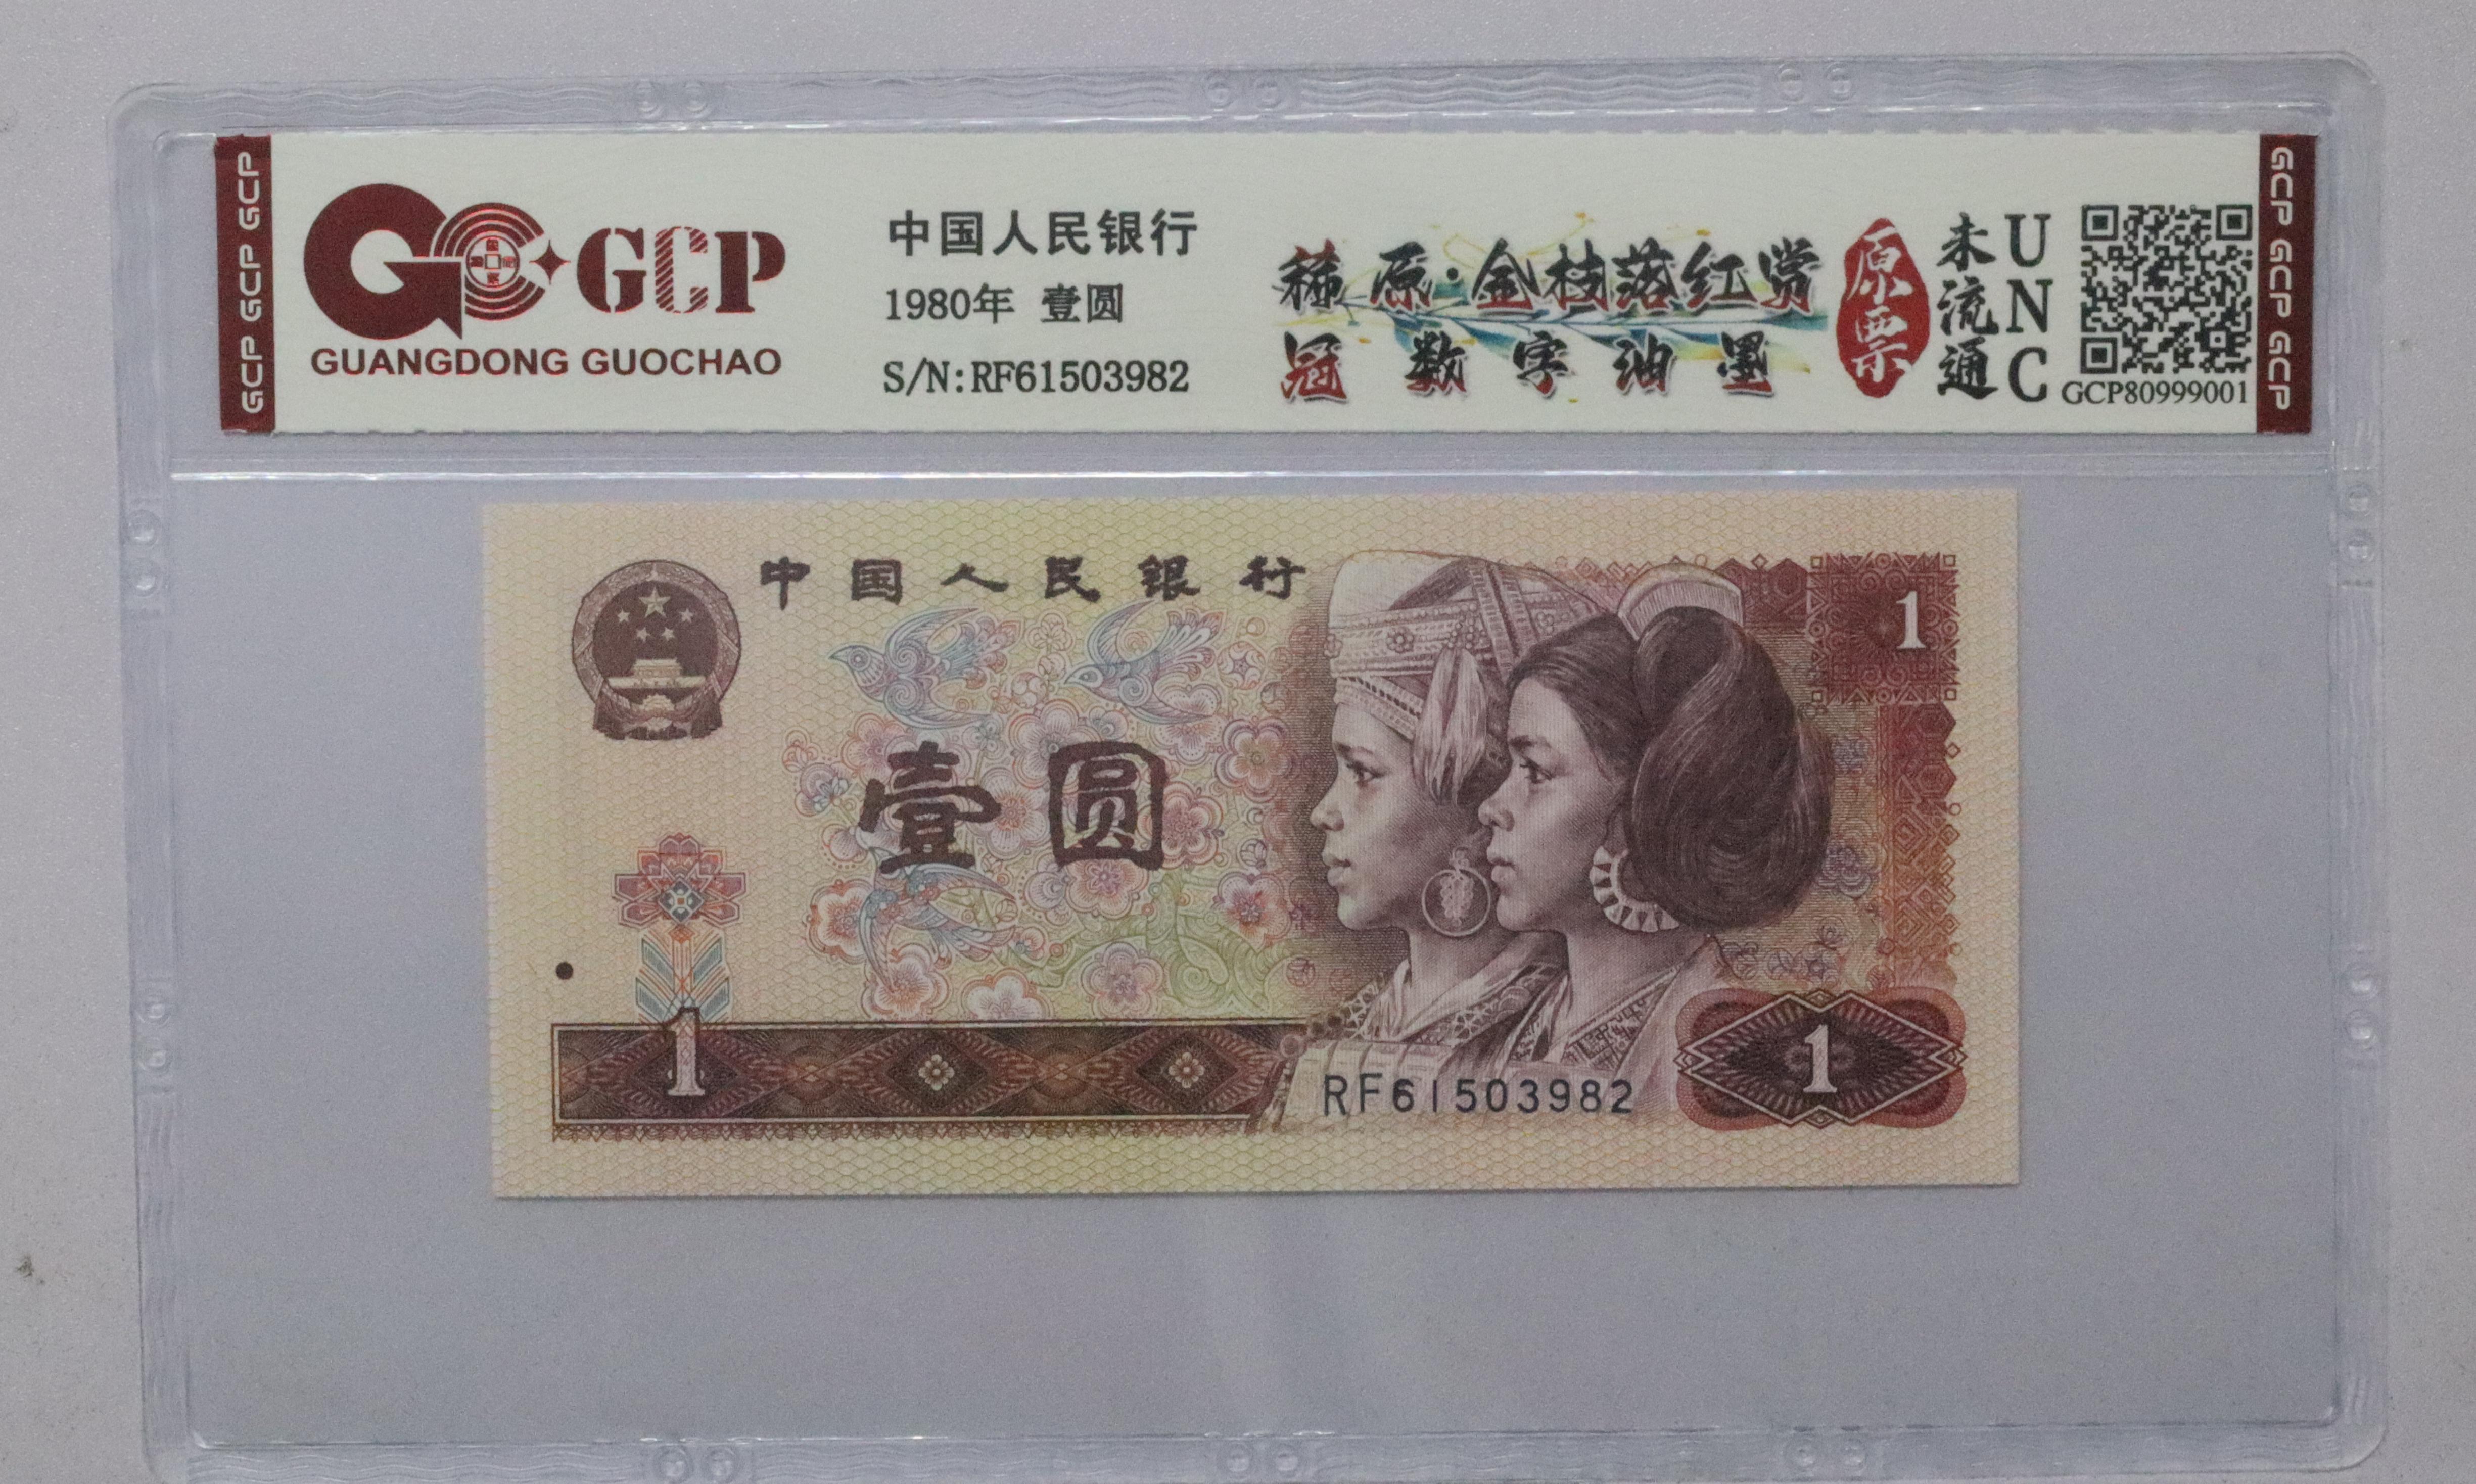 GCP GCP GCP
GCP
GUANGDONG GUOCHAO
中国人民银行
1980年 壹圆
S/N:RF61503982
稀原·金枝落红赏
冠数字油墨
原票
未流通
UNC
GCP80999001
GCP GCP GCP
中国人民银行
1
壹圆
1
1
RF61503982